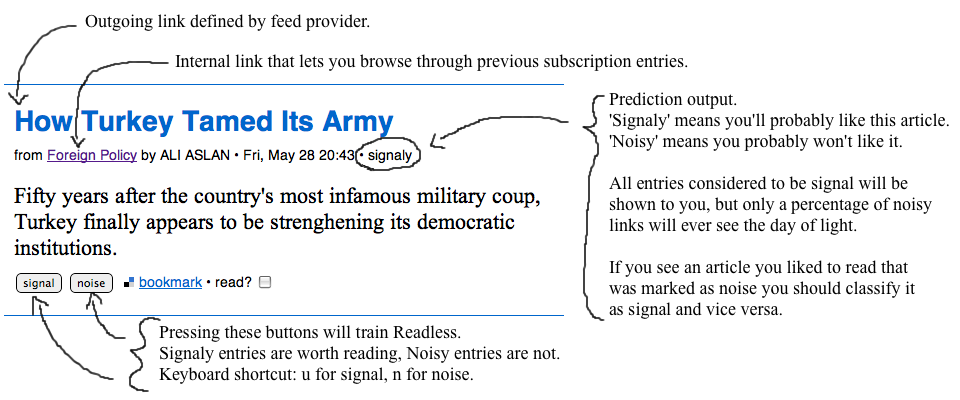 Outgoing link defined by feed provider.
Internal link that lets you browse through previous subscription entries.
How Turkey Tamed Its Army
from Foreign Policy by ALI ASLAN • Fri, May 28 20:43 • signaly
Fifty years after the country's most infamous military coup,
Turkey finally appears to be strenghening its democratic
institutions.
signal noise bookmark • read?
Prediction output.
'Signaly' means you'll probably like this article.
'Noisy' means you probably won't like it.
All entries considered to be signal will be
shown to you, but only a percentage of noisy
links will ever see the day of light.
If you see an article you liked to read that
was marked as noise you should classify it
as signal and vice versa.
Pressing these buttons will train Readless.
Signaly entries are worth reading, Noisy entries are not.
Keyboard shortcut: u for signal, n for noise.